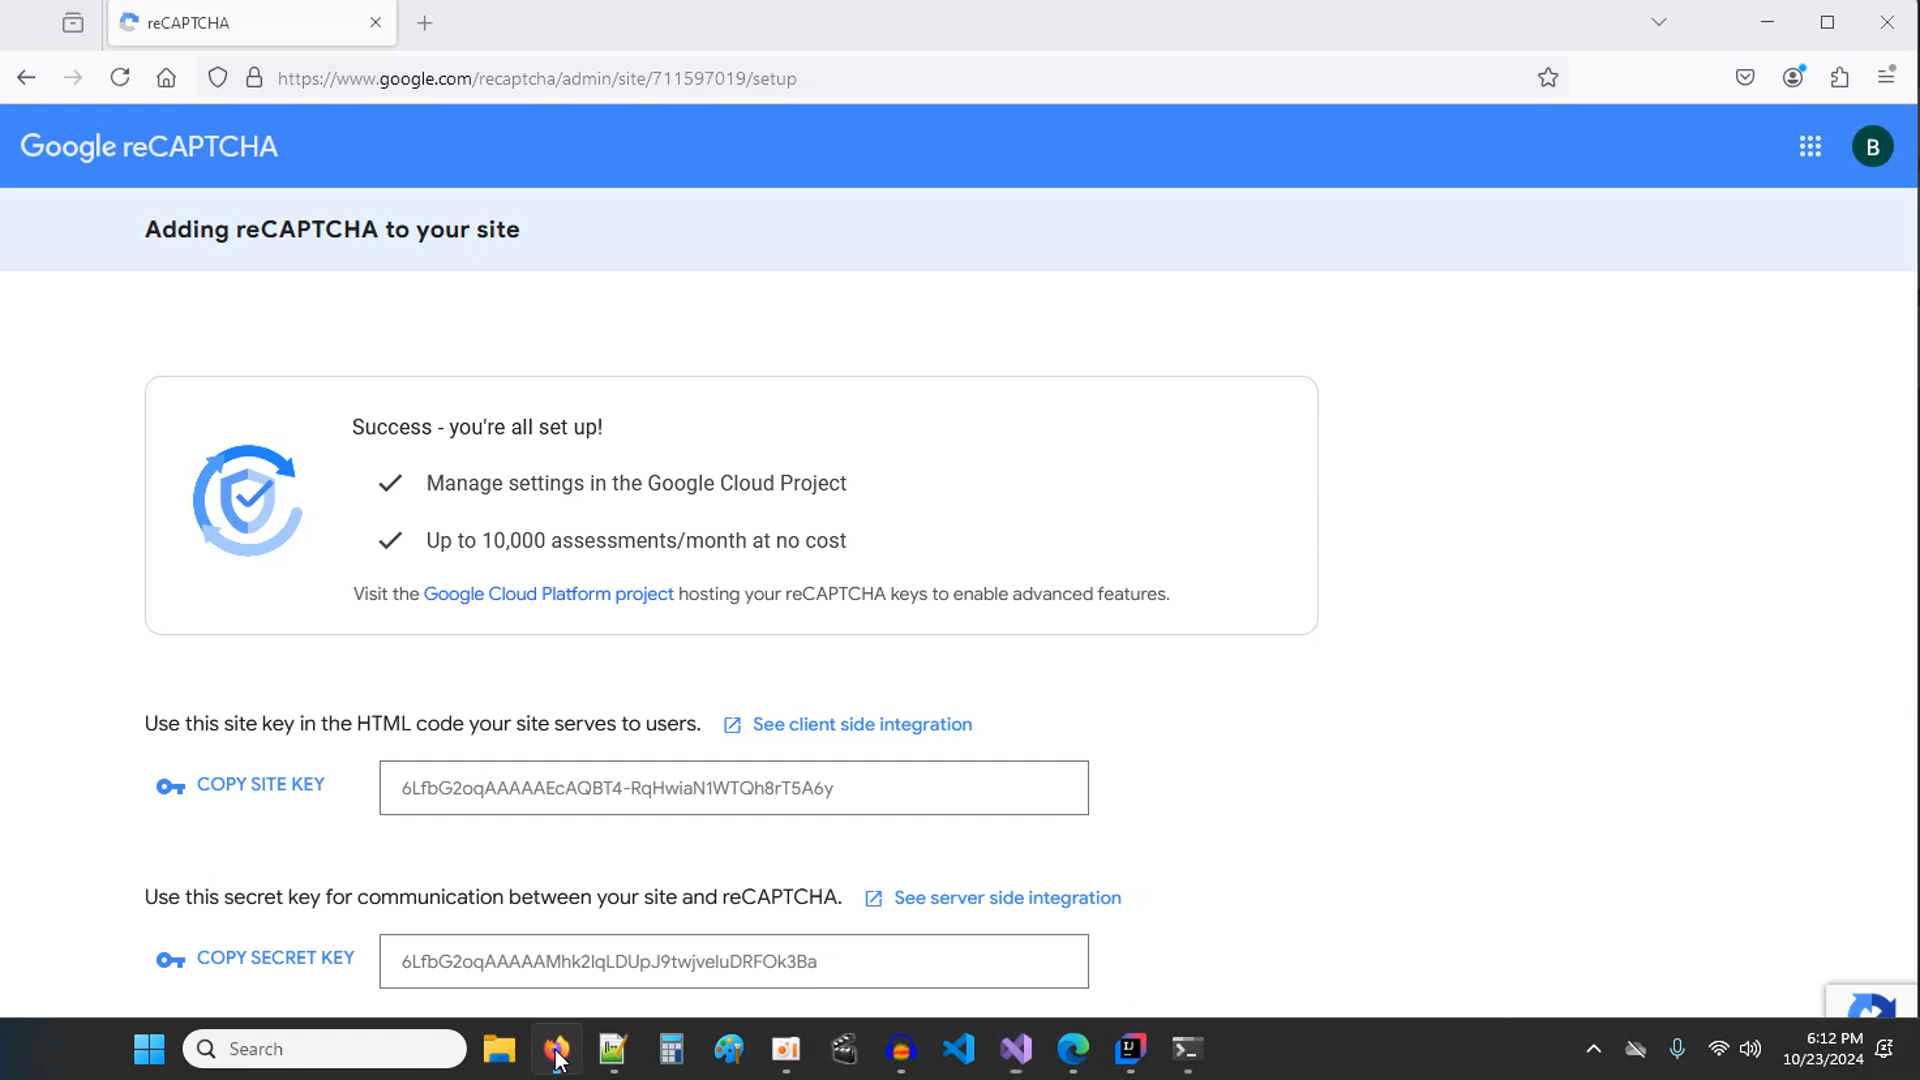 reCAPTCHA
https://www.google.com/recaptcha/admin/site/711597019/setup
Google reCAPTCHA
B
Adding reCAPTCHA to your site
Success - you're all set up!
Manage settings in the Google Cloud Project
Up to 10,000 assessments/month at no cost
Visit the Google Cloud Platform project hosting your reCAPTCHA keys to enable advanced features.
Use this site key in the HTML code your site serves to users. See client side integration
COPY SITE KEY 6LfbG2oqAAAAAEcAQBT4-RqHwiaN1WTQh8rT5A6y
Use this secret key for communication between your site and reCAPTCHA. See server side integration
COPY SECRET KEY 6LfbG2oqAAAAAMhk2lqLDUpJ9twjveluDRFOk3Ba
Search
6:12 PM
10/23/2024